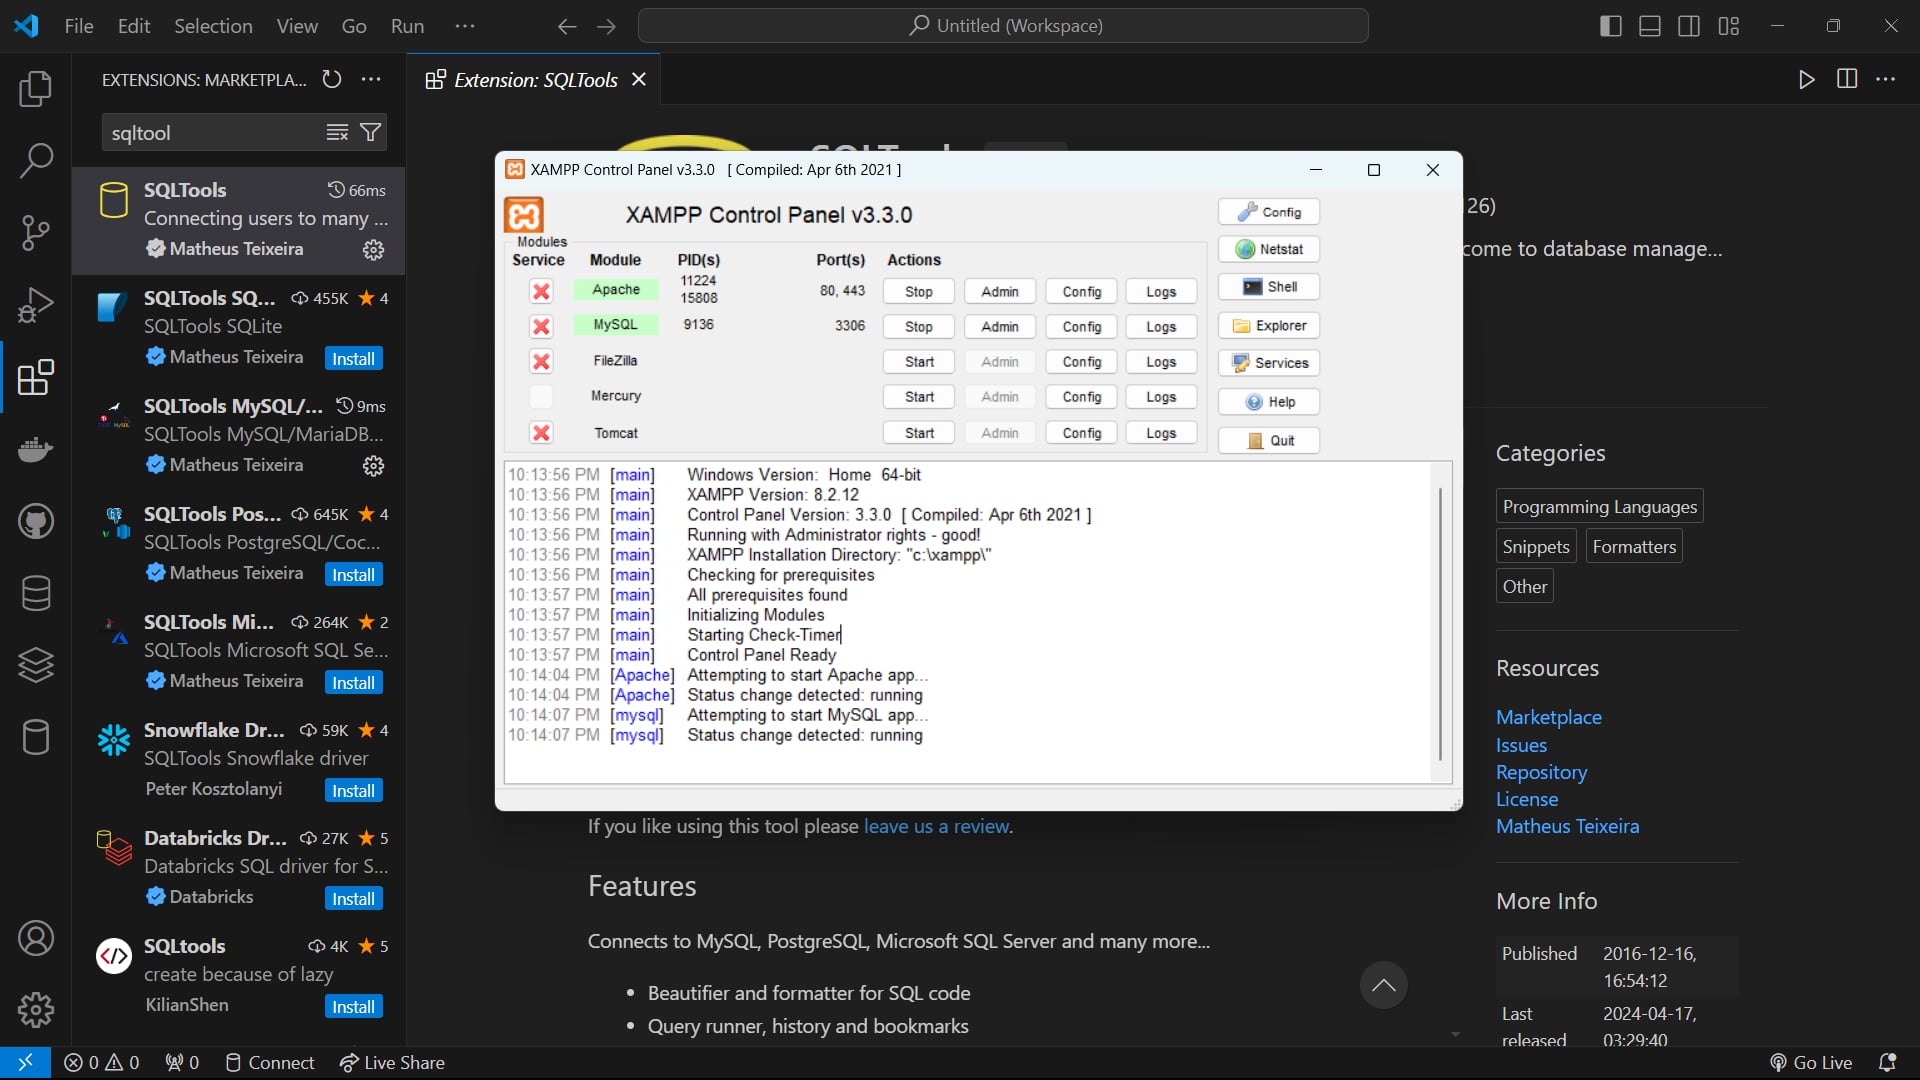 File Edit Selection View Go Run ···
Untitled (Workspace)
EXTENSIONS: MARKETPLA... ···
Extension: SQLTools
sqltool
SQLTools 66ms
Connecting users to many ...
Matheus Teixeira
SQLTools SQ... 455K 4
SQLTools SQLite
Matheus Teixeira Install
SQLTools MySQL/... 9ms
SQLTools MySQL/MariaDB...
Matheus Teixeira
SQLTools Pos... 645K 4
SQLTools PostgreSQL/Coc...
Matheus Teixeira Install
SQLTools Mi... 264K 2
SQLTools Microsoft SQL Se...
Matheus Teixeira Install
Snowflake Dr... 59K 4
SQLTools Snowflake driver
Peter Kosztolanyi Install
Databricks Dr... 27K 5
Databricks SQL driver for S...
Databricks Install
SQLtools 4K 5
create because of lazy
KilianShen Install
XAMPP Control Panel v3.3.0 [ Compiled: Apr 6th 2021 ]
XAMPP Control Panel v3.3.0
Modules
Service Module PID(s) Port(s) Actions
Apache 11224 15808 80, 443 Stop Admin Config Logs
MySQL 9136 3306 Stop Admin Config Logs
FileZilla Start Admin Config Logs
Mercury Start Admin Config Logs
Tomcat Start Admin Config Logs
Config
Netstat
Shell
Explorer
Services
Help
Quit
10:13:56 PM [main] Windows Version: Home 64-bit
10:13:56 PM [main] XAMPP Version: 8.2.12
10:13:56 PM [main] Control Panel Version: 3.3.0 [ Compiled: Apr 6th 2021 ]
10:13:56 PM [main] Running with Administrator rights - good!
10:13:56 PM [main] XAMPP Installation Directory: "c:\xampp\"
10:13:56 PM [main] Checking for prerequisites
10:13:57 PM [main] All prerequisites found
10:13:57 PM [main] Initializing Modules
10:13:57 PM [main] Starting Check-Timer
10:13:57 PM [main] Control Panel Ready
10:14:04 PM [Apache] Attempting to start Apache app...
10:14:04 PM [Apache] Status change detected: running
10:14:07 PM [mysql] Attempting to start MySQL app...
10:14:07 PM [mysql] Status change detected: running
26)
come to database manage...
If you like using this tool please leave us a review.
Features
Connects to MySQL, PostgreSQL, Microsoft SQL Server and many more...
• Beautifier and formatter for SQL code
• Query runner, history and bookmarks
Categories
Programming Languages
Snippets Formatters
Other
Resources
Marketplace
Issues
Repository
License
Matheus Teixeira
More Info
Published 2016-12-16,
16:54:12
Last 2024-04-17,
released 03:29:40
0 0 0 Connect Live Share
Go Live